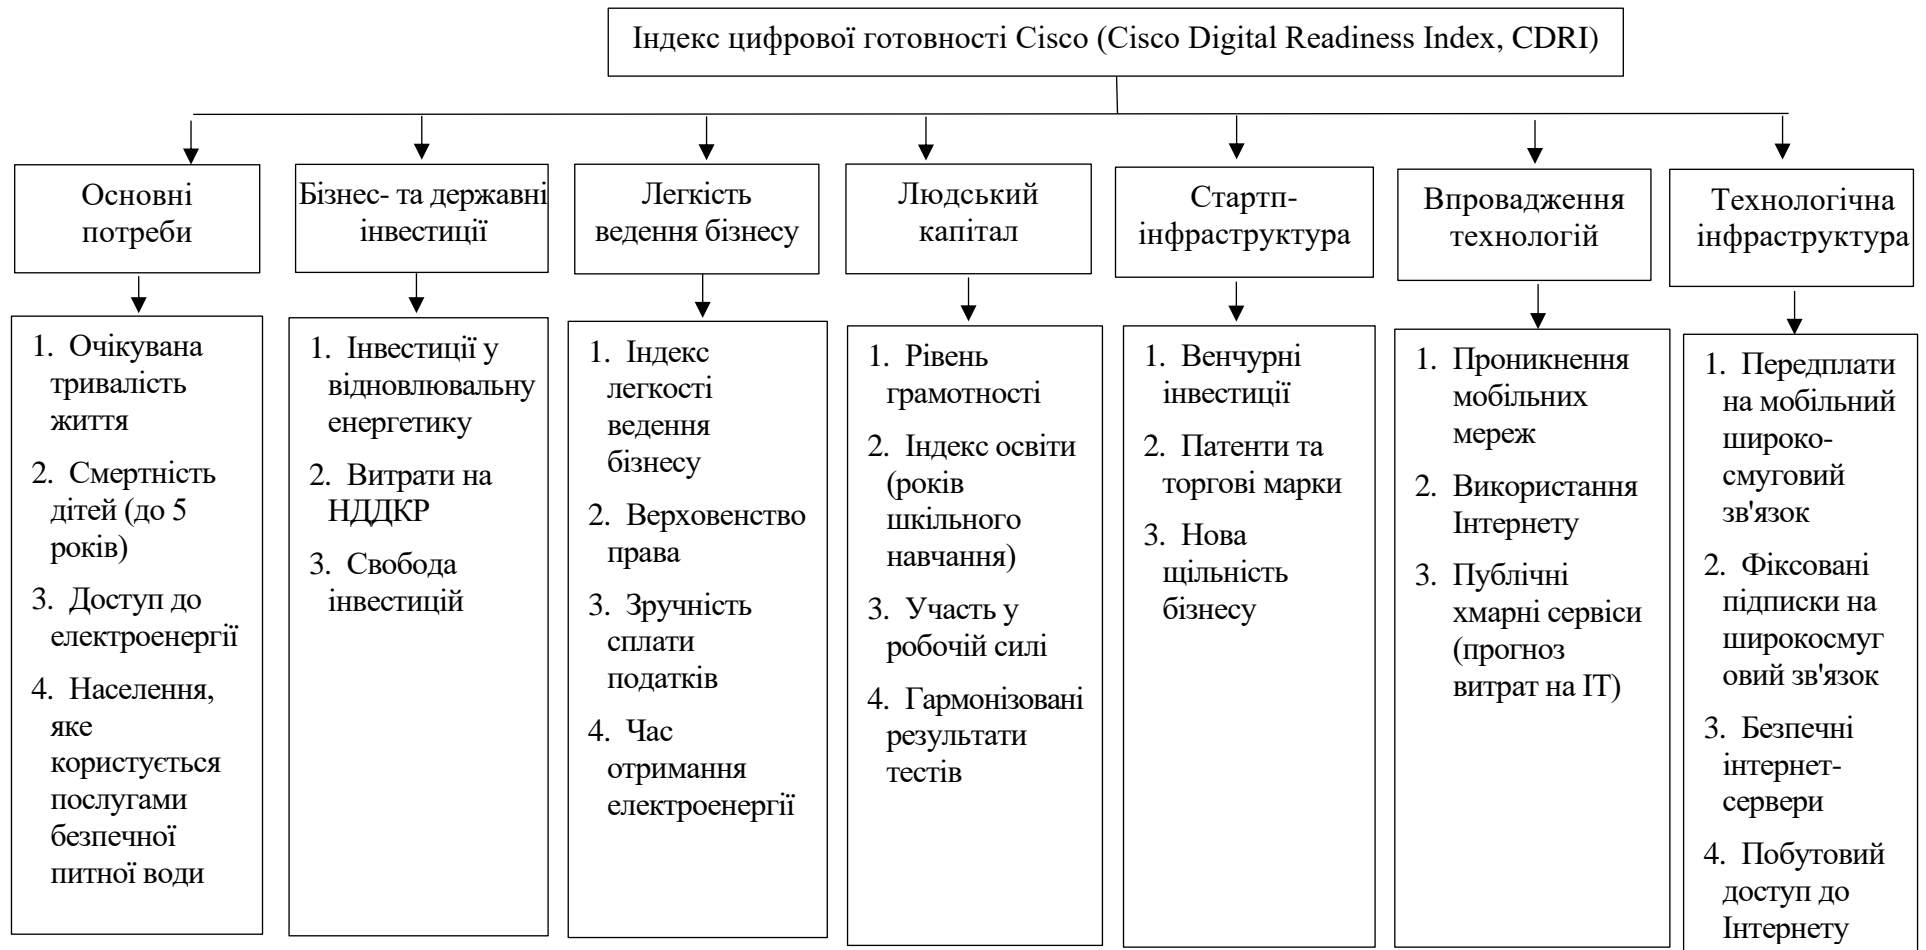 Індекс цифрової готовності Cisco (Cisco Digital Readiness Index, CDRI)
Основні
потреби
Бізнес- та державні
інвестиції
Легкість
ведення бізнесу
Людський
капітал
Стартп-
інфраструктура
Впровадження
технологій
Технологічна
інфраструктура
1. Очікувана
тривалість
життя
2. Смертність
дітей (до 5
років)
3. Доступ до
електроенергії
4. Населення,
яке
користується
послугами
безпечної
питної води
1. Інвестиції у
відновлювальну
енергетику
2. Витрати на
НДДКР
3. Свобода
інвестицій
1. Індекс
легкості
ведення
бізнесу
2. Верховенство
права
3. Зручність
сплати
податків
4. Час
отримання
електроенергії
1. Рівень
грамотності
2. Індекс освіти
(років
шкільного
навчання)
3. Участь у
робочій силі
4. Гармонізовані
результати
тестів
1. Венчурні
інвестиції
2. Патенти та
торгові марки
3. Нова
щільність
бізнесу
1. Проникнення
мобільних
мереж
2. Використання
Інтернету
3. Публічні
хмарні сервіси
(прогноз
витрат на ІТ)
1. Передплати
на мобільний
широко-
смуговий
зв'язок
2. Фіксовані
підписки на
широкосмуг
овий зв'язок
3. Безпечні
інтернет-
сервери
4. Побутовий
доступ до
Інтернету